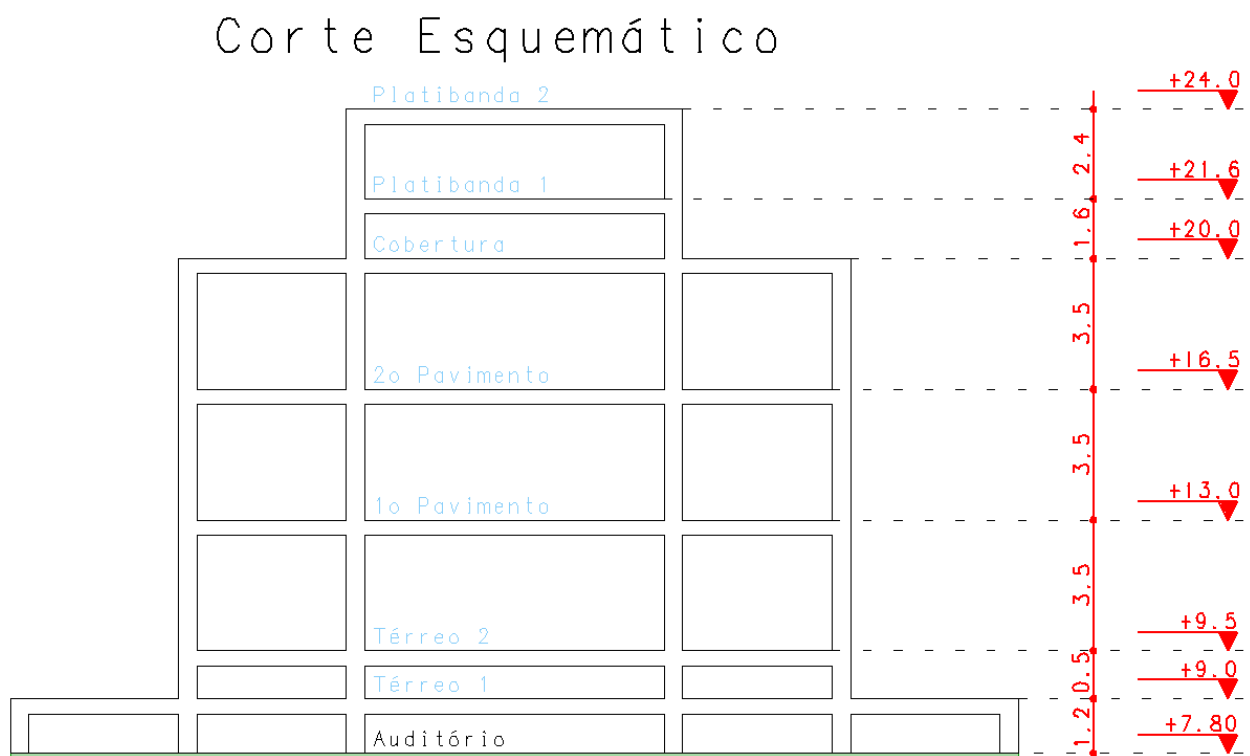 Corte Esquemático
Platibanda 2
+24.0
2.4
Platibanda 1
+21.6
1.6
Cobertura
+20.0
3.5
2o Pavimento
+16.5
3.5
1o Pavimento
+13.0
3.5
Térreo 2
+9.5
0.5
Térreo 1
+9.0
1.2
Auditório
+7.80